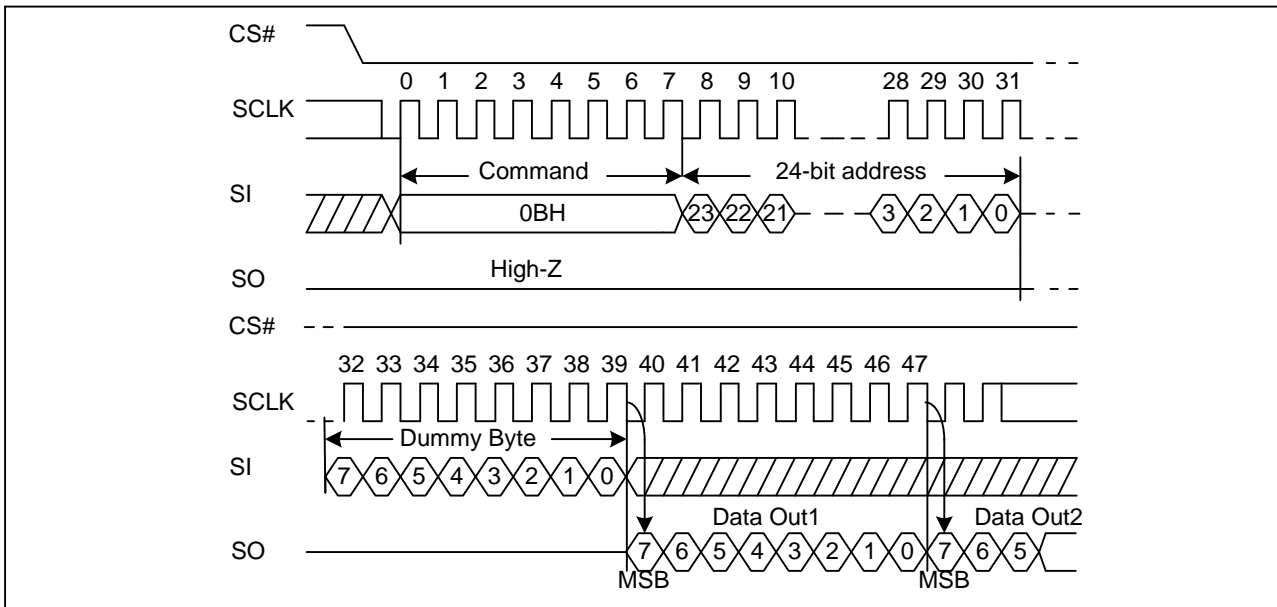 CS#
0 1 2 3 4 5 6 7 8 9 10 28 29 30 31
SCLK
Command 24-bit address
SI
0BH 23 22 21 3 2 1 0
High-Z
SO
CS#
32 33 34 35 36 37 38 39 40 41 42 43 44 45 46 47
SCLK
Dummy Byte
SI 7 6 5 4 3 2 1 0
Data Out1 Data Out2
SO 7 6 5 4 3 2 1 0 7 6 5
MSB MSB